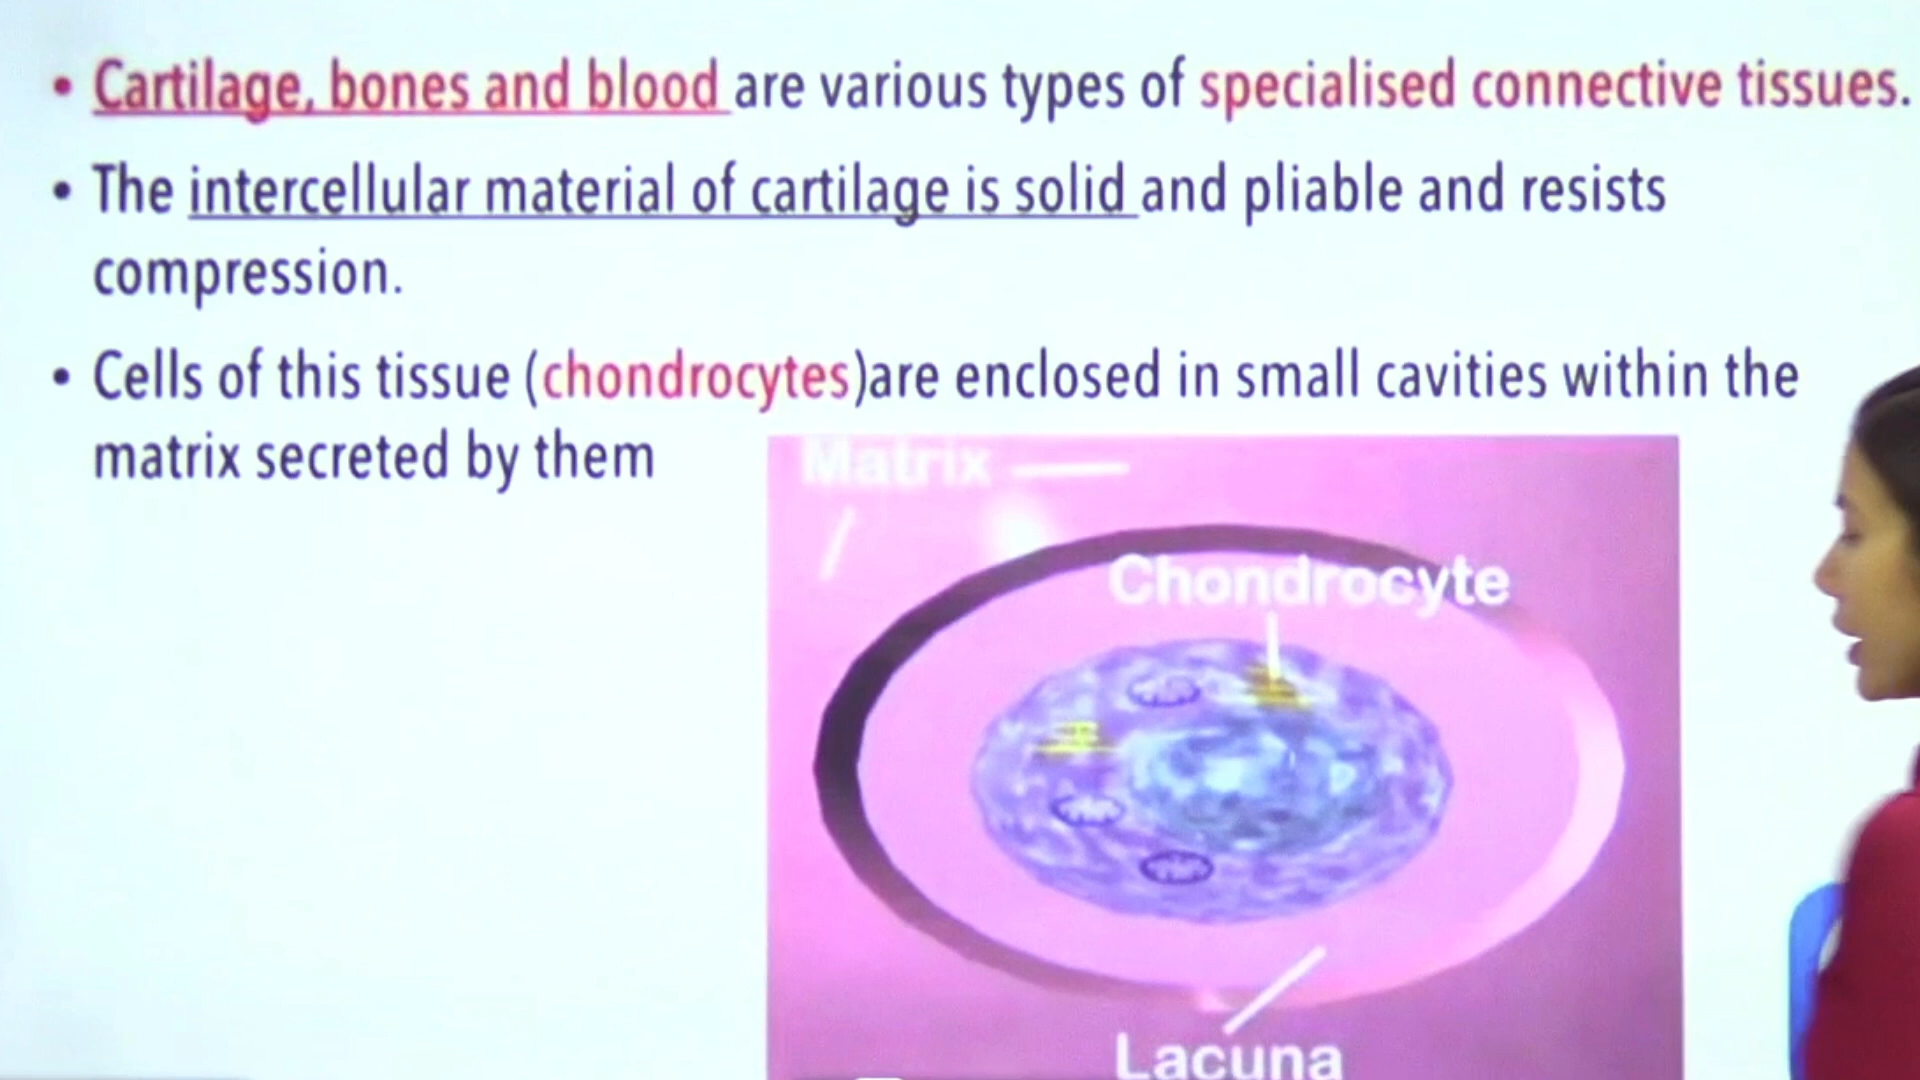 • Cartilage, bones and blood are various types of specialised connective tissues.
• The intercellular material of cartilage is solid and pliable and resists
compression.
• Cells of this tissue (chondrocytes)are enclosed in small cavities within the
matrix secreted by them
Matrix
Chondrocyte
Lacuna